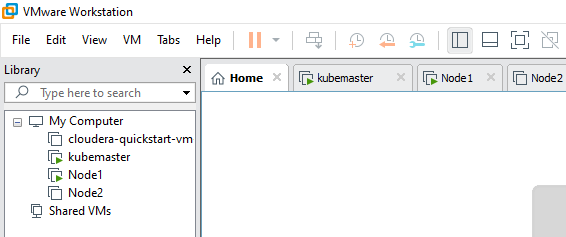 VMware Workstation
File Edit View VM Tabs Help
Library
Type here to search
My Computer
cloudera-quickstart-vm
kubemaster
Node1
Node2
Shared VMs
Home kubemaster Node1 Node2